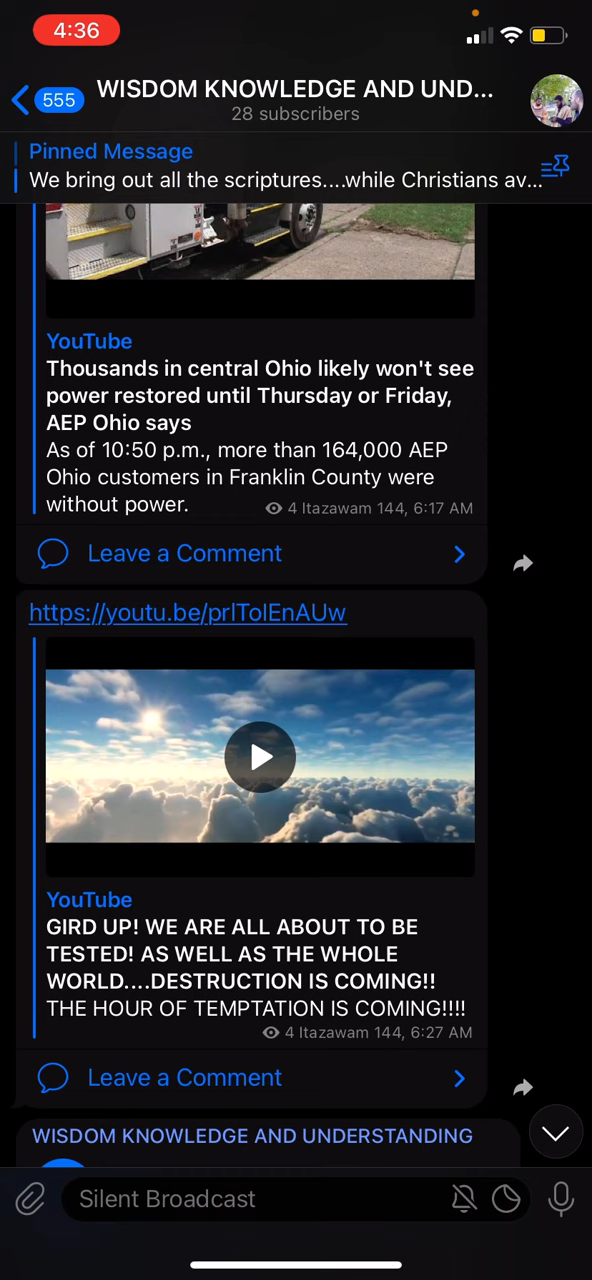 4:36
555
WISDOM KNOWLEDGE AND UND...
28 subscribers
Pinned Message
We bring out all the scriptures....while Christians av...
YouTube
Thousands in central Ohio likely won't see
power restored until Thursday or Friday,
AEP Ohio says
As of 10:50 p.m., more than 164,000 AEP
Ohio customers in Franklin County were
without power.
4 Itazawam 144, 6:17 AM
Leave a Comment
https://youtu.be/prlTolEnAUw
YouTube
GIRD UP! WE ARE ALL ABOUT TO BE
TESTED! AS WELL AS THE WHOLE
WORLD....DESTRUCTION IS COMING!!
THE HOUR OF TEMPTATION IS COMING!!!!
4 Itazawam 144, 6:27 AM
Leave a Comment
WISDOM KNOWLEDGE AND UNDERSTANDING
Silent Broadcast